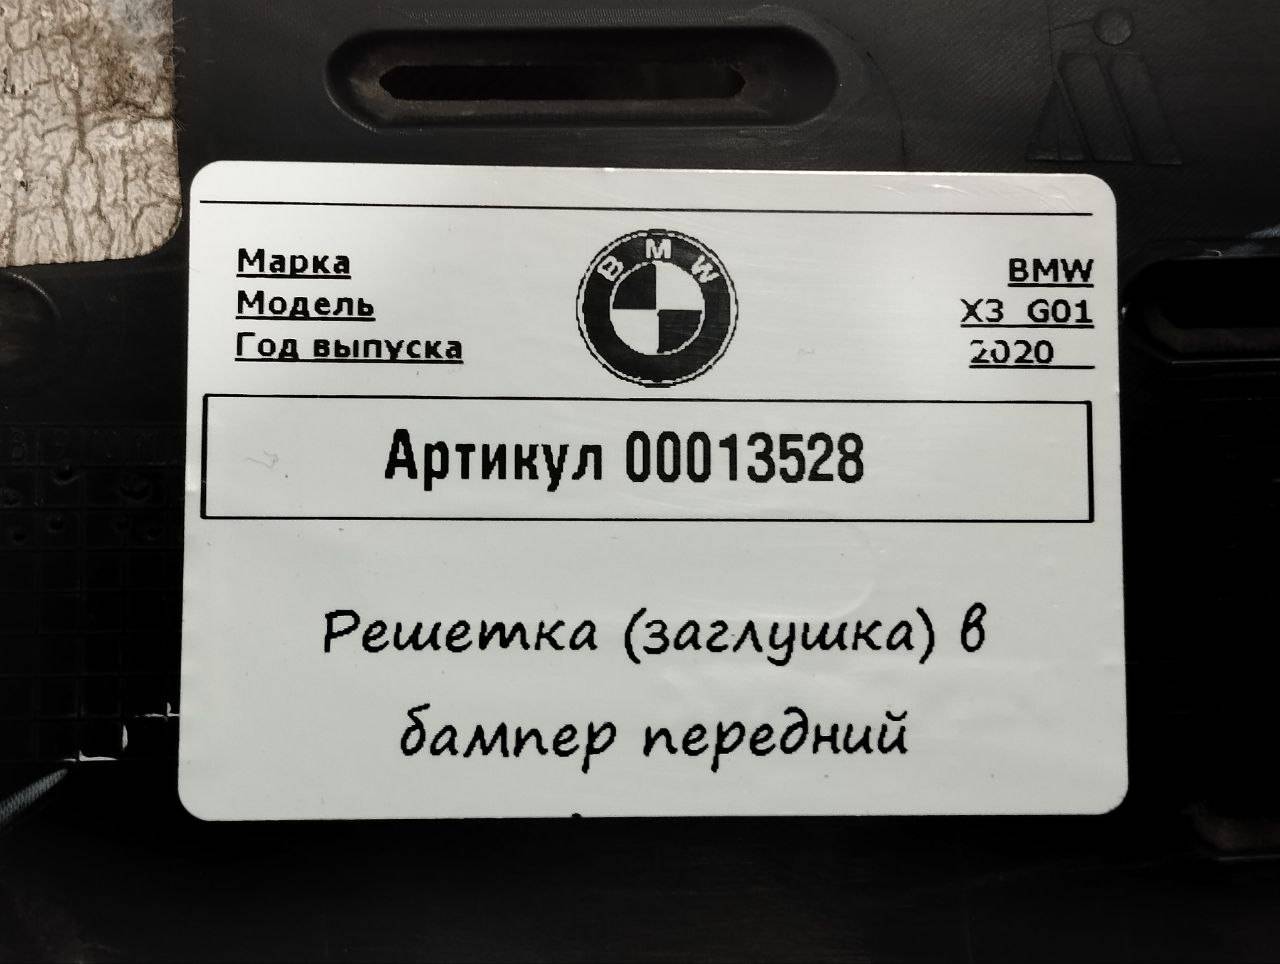 Марка BMW
Модель X3 G01
Год выпуска 2020
BMW
Артикул 00013528
Решетка (заглушка) в
бампер передний